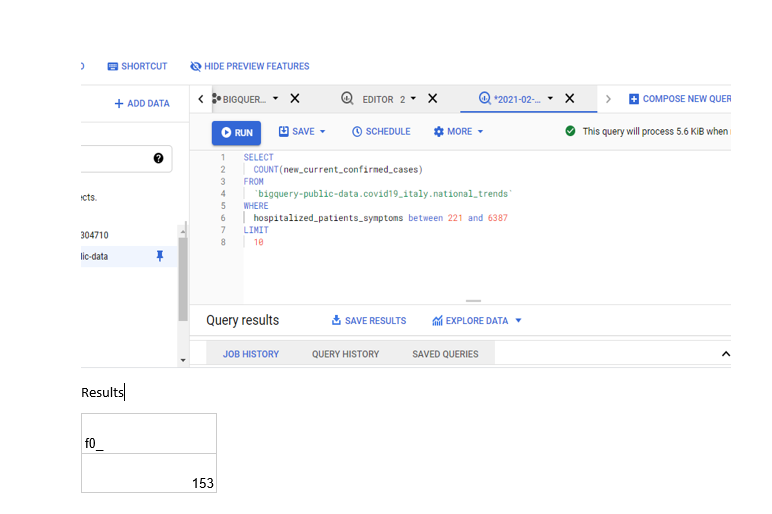 SHORTCUT HIDE PREVIEW FEATURES
+ ADD DATA
BIGQUER... EDITOR 2 *2021-02-... COMPOSE NEW QUER
RUN SAVE SCHEDULE MORE This query will process 5.6 KiB when
ects.
304710
lic-data
1 SELECT
2 COUNT(new_current_confirmed_cases)
3 FROM
4 `bigquery-public-data.covid19_italy.national_trends`
5 WHERE
6 hospitalized_patients_symptoms between 221 and 6387
7 LIMIT
8 10
Query results SAVE RESULTS EXPLORE DATA
JOB HISTORY QUERY HISTORY SAVED QUERIES
Results
f0_
153